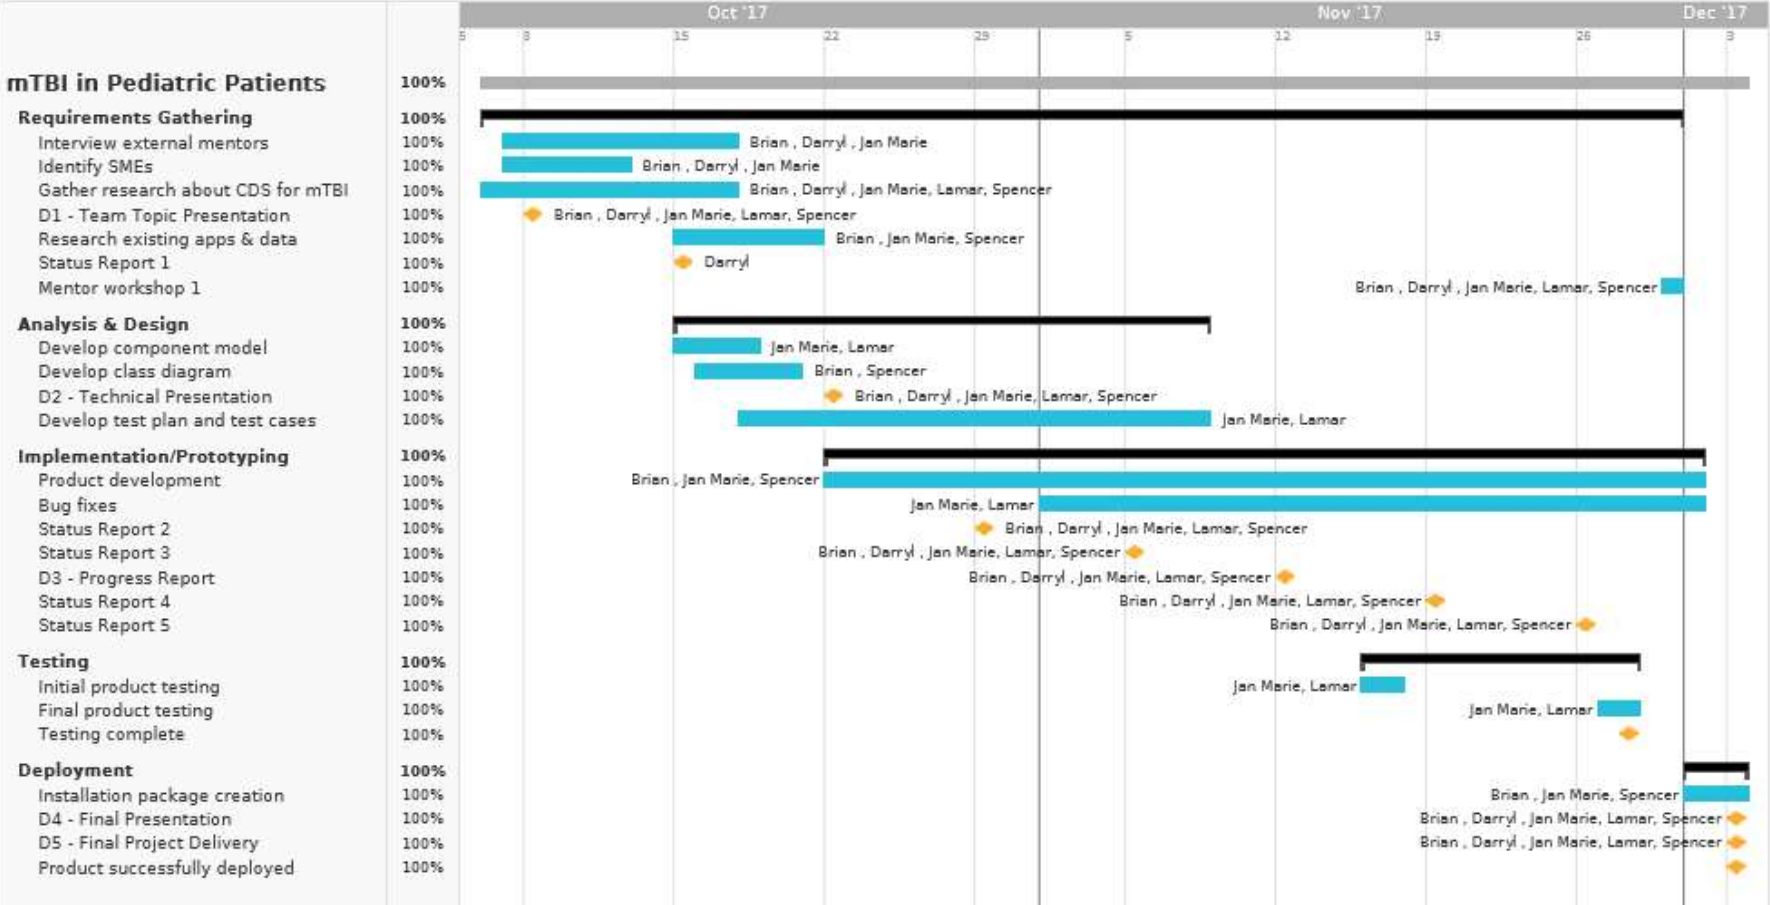 Oct '17 Nov '17 Dec '17
5 8 15 22 29 5 12 19 26 3
mTBI in Pediatric Patients 100%
Requirements Gathering 100%
Interview external mentors 100% Brian , Darryl , Jan Marie
Identify SMEs 100% Brian , Darryl , Jan Marie
Gather research about CDS for mTBI 100% Brian , Darryl , Jan Marie, Lamar, Spencer
D1 - Team Topic Presentation 100% Brian , Darryl , Jan Marie, Lamar, Spencer
Research existing apps & data 100% Brian , Jan Marie, Spencer
Status Report 1 100% Darryl
Mentor workshop 1 100% Brian , Darryl , Jan Marie, Lamar, Spencer
Analysis & Design 100%
Develop component model 100% Jan Marie, Lamar
Develop class diagram 100% Brian , Spencer
D2 - Technical Presentation 100% Brian , Darryl , Jan Marie, Lamar, Spencer
Develop test plan and test cases 100% Jan Marie, Lamar
Implementation/Prototyping 100%
Product development 100% Brian , Jan Marie, Spencer
Bug fixes 100% Jan Marie, Lamar
Status Report 2 100% Brian , Darryl , Jan Marie, Lamar, Spencer
Status Report 3 100% Brian , Darryl , Jan Marie, Lamar, Spencer
D3 - Progress Report 100% Brian , Darryl , Jan Marie, Lamar, Spencer
Status Report 4 100% Brian , Darryl , Jan Marie, Lamar, Spencer
Status Report 5 100% Brian , Darryl , Jan Marie, Lamar, Spencer
Testing 100%
Initial product testing 100% Jan Marie, Lamar
Final product testing 100% Jan Marie, Lamar
Testing complete 100%
Deployment 100%
Installation package creation 100% Brian , Jan Marie, Spencer
D4 - Final Presentation 100% Brian , Darryl , Jan Marie, Lamar, Spencer
D5 - Final Project Delivery 100% Brian , Darryl , Jan Marie, Lamar, Spencer
Product successfully deployed 100%